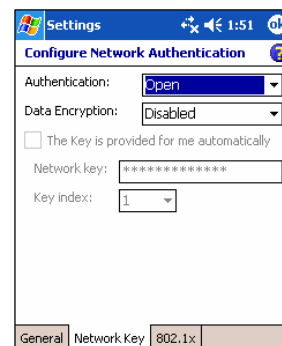 Settings 1:51 ok
Configure Network Authentication ?
Authentication: Open
Data Encryption: Disabled
The Key is provided for me automatically
Network key: *************
Key index: 1
General Network Key 802.1x